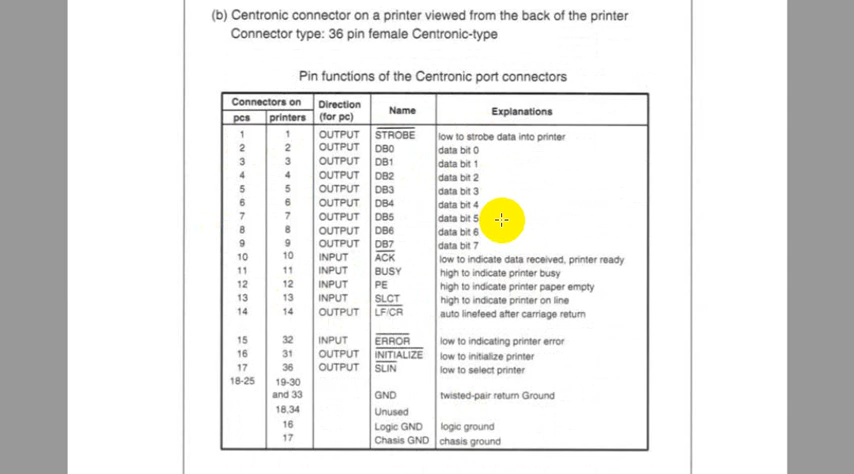 (b) Centronic connector on a printer viewed from the back of the printer
Connector type: 36 pin female Centronic-type
Pin functions of the Centronic port connectors
Connectors on Direction (for pc) Name Explanations
pcs printers
1 1 OUTPUT STROBE low to strobe data into printer
2 2 OUTPUT DB0 data bit 0
3 3 OUTPUT DB1 data bit 1
4 4 OUTPUT DB2 data bit 2
5 5 OUTPUT DB3 data bit 3
6 6 OUTPUT DB4 data bit 4
7 7 OUTPUT DB5 data bit 5
8 8 OUTPUT DB6 data bit 6
9 9 OUTPUT DB7 data bit 7
10 10 INPUT ACK low to indicate data received, printer ready
11 11 INPUT BUSY high to indicate printer busy
12 12 INPUT PE high to indicate printer paper empty
13 13 INPUT SLCT high to indicate printer on line
14 14 OUTPUT LF/CR auto linefeed after carriage return
15 32 INPUT ERROR low to indicating printer error
16 31 OUTPUT INITIALIZE low to initialize printer
17 36 OUTPUT SLIN low to select printer
18-25 19-30
and 33 GND twisted-pair return Ground
18,34 Unused
16 Logic GND logic ground
17 Chasis GND chasis ground